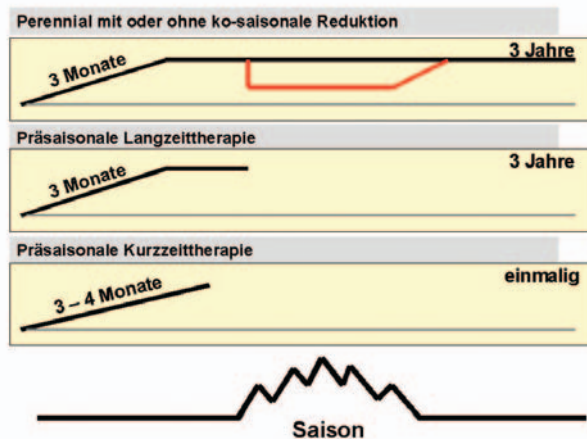 Perennial mit oder ohne ko-saisonale Reduktion
3 Jahre
3 Monate
Präsaisonale Langzeittherapie
3 Jahre
3 Monate
Präsaisonale Kurzzeittherapie
einmalig
3 – 4 Monate
Saison